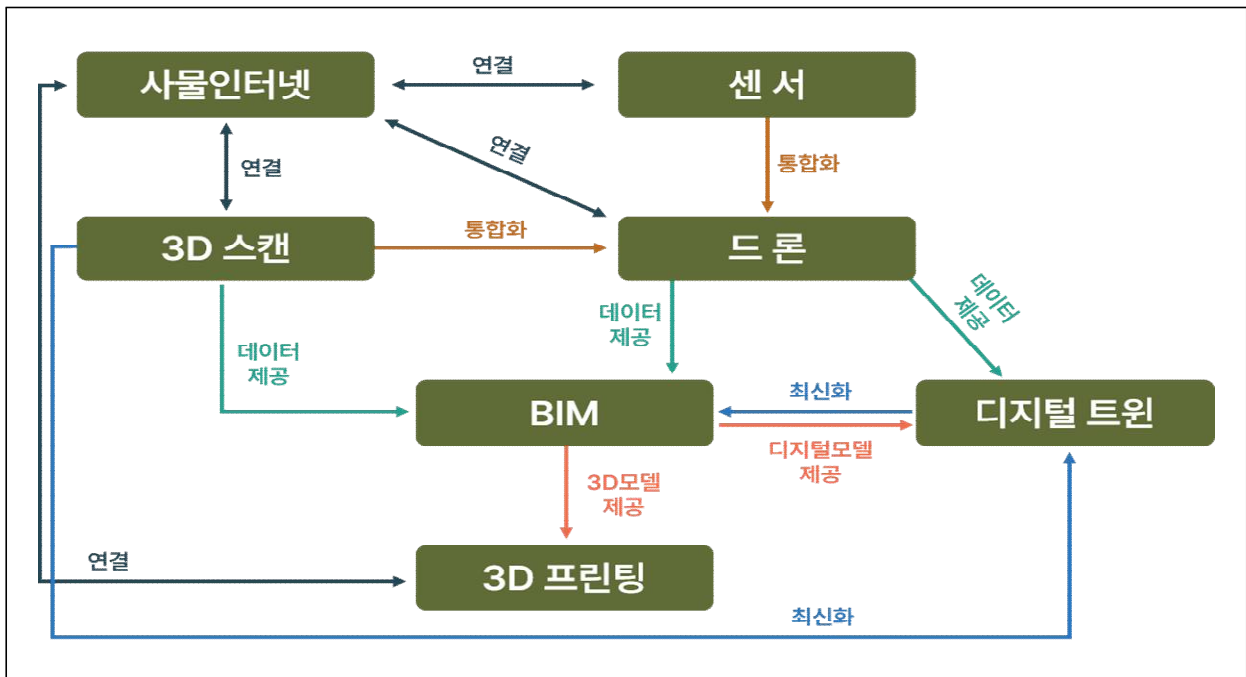 사물인터넷
연결
센 서
연결
연결
통합화
3D 스캔
통합화
드 론
데이터
제공
데이터
제공
데이터
제공
BIM
최신화
디지털 트윈
디지털모델
제공
3D모델
제공
연결
3D 프린팅
최신화